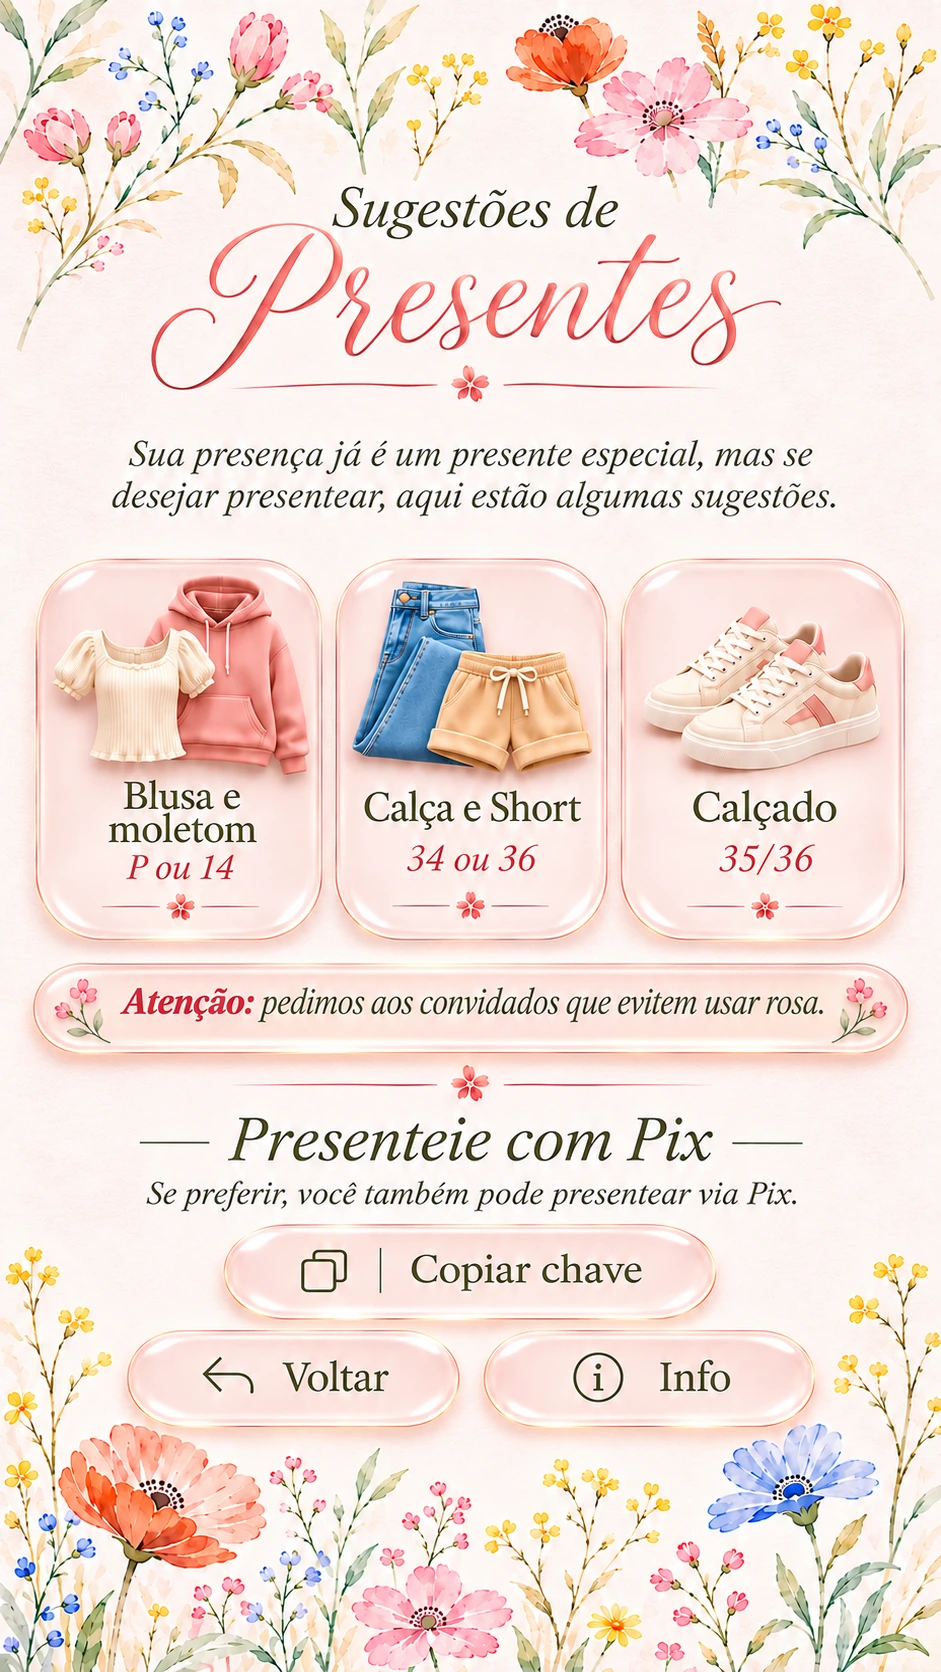 Sugestões de
Presentes
Sua presença já é um presente especial, mas se
desejar presentear, aqui estão algumas sugestões.
Blusa e
moletom
P ou 14
Calça e Short
34 ou 36
Calçado
35/36
Atenção: pedimos aos convidados que evitem usar rosa.
Presenteie com Pix
Se preferir, você também pode presentear via Pix.
Copiar chave
Voltar
Info